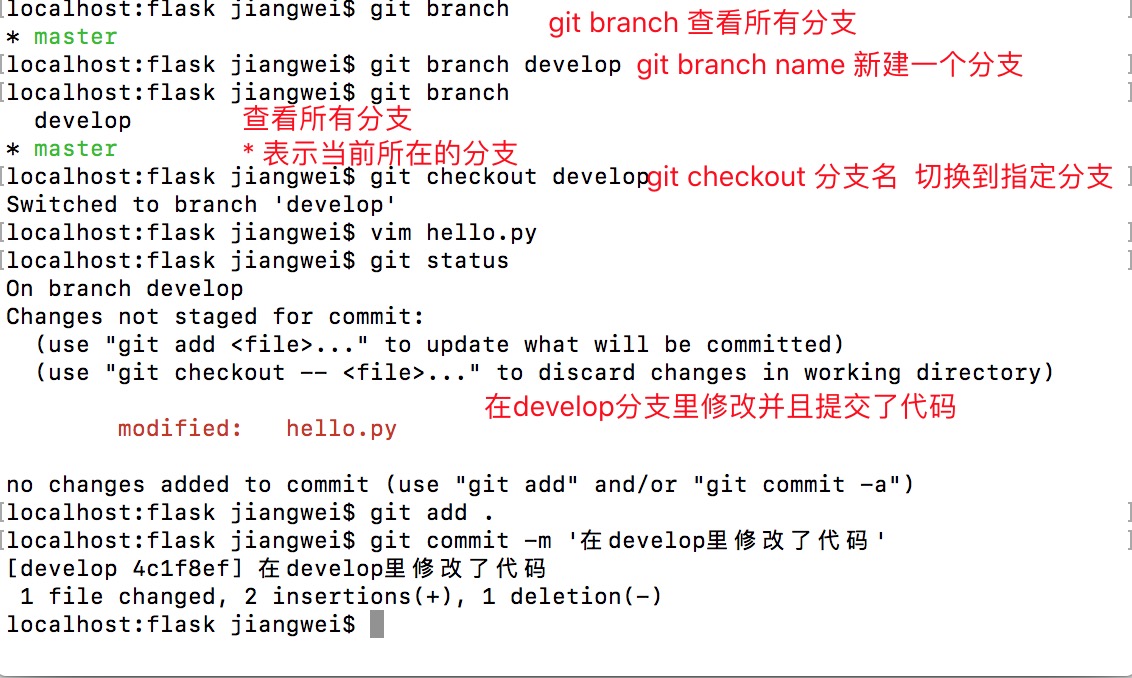 localhost:flask jiangwei$ git branch
git branch 查看所有分支
* master
localhost:flask jiangwei$ git branch develop git branch name 新建一个分支
localhost:flask jiangwei$ git branch
develop 查看所有分支
* master * 表示当前所在的分支
localhost:flask jiangwei$ git checkout develop git checkout 分支名 切换到指定分支
Switched to branch 'develop'
localhost:flask jiangwei$ vim hello.py
localhost:flask jiangwei$ git status
On branch develop
Changes not staged for commit:
(use "git add <file>..." to update what will be committed)
(use "git checkout -- <file>..." to discard changes in working directory)
在develop分支里修改并且提交了代码
modified: hello.py
no changes added to commit (use "git add" and/or "git commit -a")
localhost:flask jiangwei$ git add .
localhost:flask jiangwei$ git commit -m '在develop里修改了代码'
[develop 4c1f8ef] 在develop里修改了代码
1 file changed, 2 insertions(+), 1 deletion(-)
localhost:flask jiangwei$